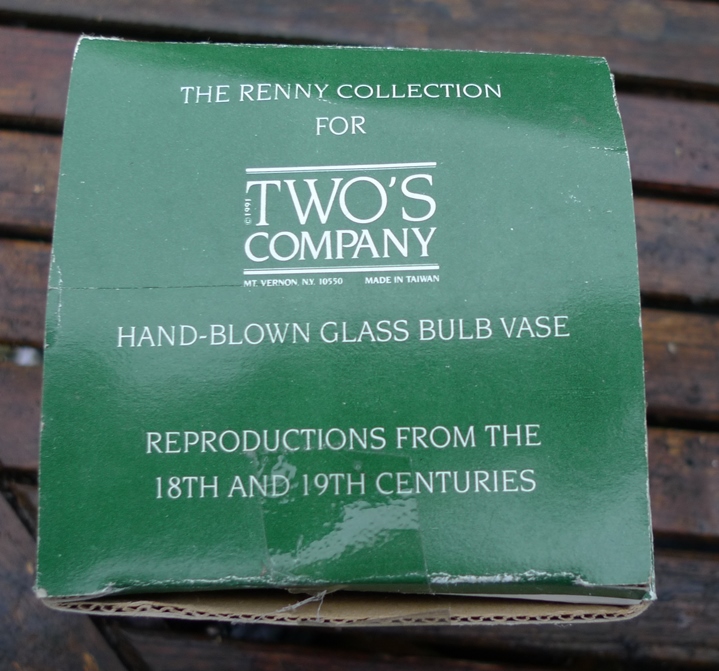 THE RENNY COLLECTION
FOR
©1991
TWO'S
COMPANY
MT. VERNON, N.Y. 10550 MADE IN TAIWAN
HAND-BLOWN GLASS BULB VASE
REPRODUCTIONS FROM THE
18TH AND 19TH CENTURIES